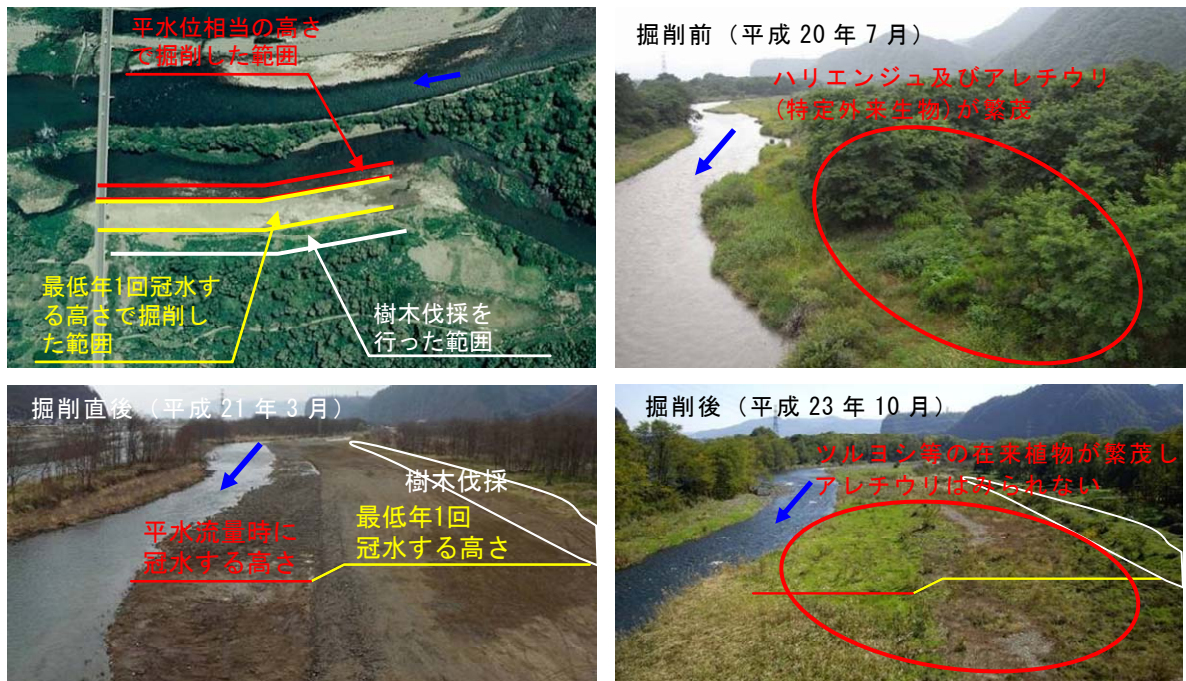 平水位相当の高さ
で掘削した範囲
最低年1回冠水す
る高さで掘削し
た範囲
樹木伐採を
行った範囲
掘削前（平成 20 年 7 月）
ハリエンジュ及びアレチウリ
(特定外来生物)が繁茂
掘削直後（平成 21 年 3 月）
樹木伐採
最低年1回
冠水する高さ
平水流量時に
冠水する高さ
掘削後（平成 23 年 10 月）
ツルヨシ等の在来植物が繁茂し
アレチウリはみられない